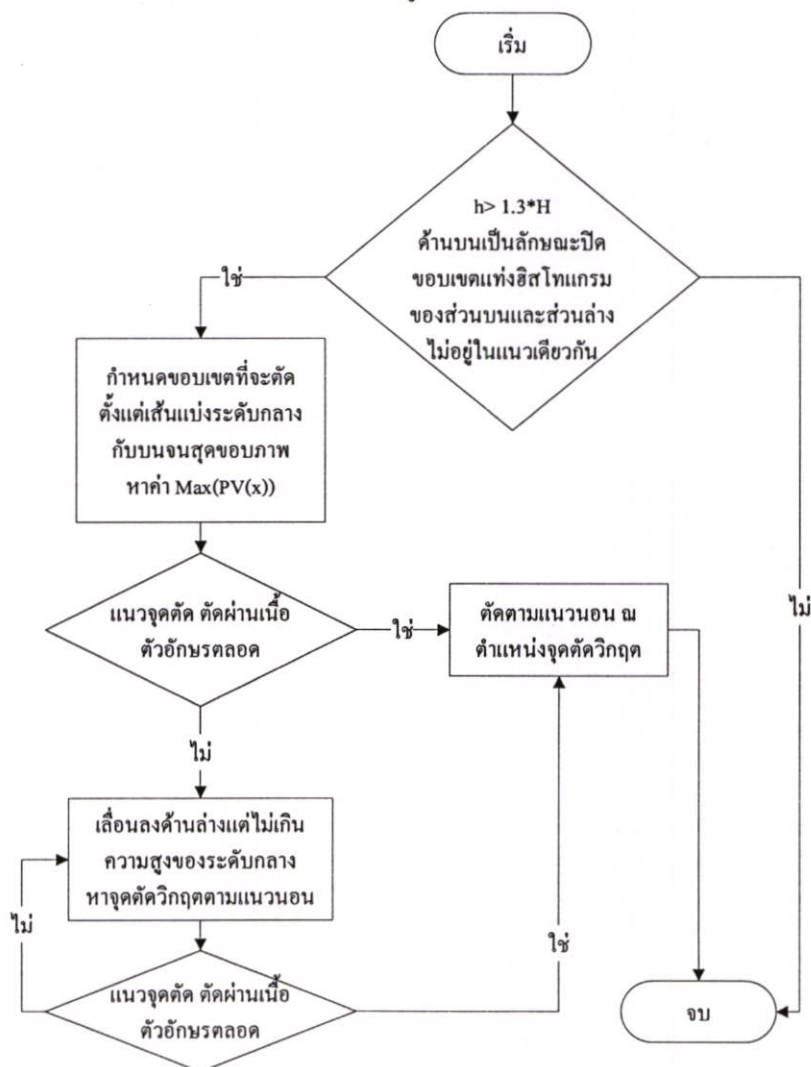 เริ่ม
h> 1.3*H
ด้านบนเป็นลักษณะปิด
ขอบเขตแท่งฮิสโทแกรม
ของส่วนบนและส่วนล่าง
ไม่อยู่ในแนวเดียวกัน
ใช่
ไม่
กำหนดขอบเขตที่จะตัด
ตั้งแต่เส้นแบ่งระดับกลาง
กับบนจนสุดขอบภาพ
หาค่า Max(PV(x))
แนวจุดตัด ตัดผ่านเนื้อ
ตัวอักษรตลอด
ใช่
ตัดตามแนวนอน ณ
ตำแหน่งจุดตัดวิกฤต
ไม่
เลื่อนลงด้านล่างแต่ไม่เกิน
ความสูงของระดับกลาง
หาจุดตัดวิกฤตตามแนวนอน
ไม่
ใช่
แนวจุดตัด ตัดผ่านเนื้อ
ตัวอักษรตลอด
จบ